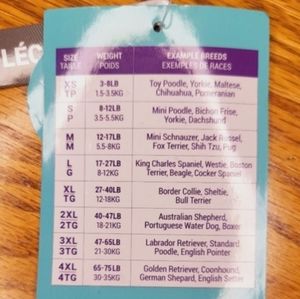 LÉC
SIZE WEIGHT EXAMPLE BREEDS
TAILLE POIDS EXEMPLES DE RACES
XS 3-8LB Toy Poodle, Yorkie, Maltese,
TP 1.5-3.5KG Chihuahua, Pomeranian
S 8-12LB Mini Poodle, Bichon Frise,
P 3.5-5.5KG Yorkie, Dachshund
M 12-17LB Mini Schnauzer, Jack Russel,
M 5.5-8KG Fox Terrier, Shih Tzu, Pug
L 17-27LB King Charles Spaniel, Westie, Boston
G 8-12KG Terrier, Beagle, Cocker Spaniel
XL 27-40LB Border Collie, Sheltie,
TG 12-18KG Bull Terrier
2XL 40-47LB Australian Shepherd,
2TG 18-21KG Portuguese Water Dog, Boxer
3XL 47-65LB Labrador Retriever, Standard
3TG 21-30KG Poodle, English Pointer
4XL 65-75LB Golden Retriever, Coonhound,
4TG 30-35KG German Shepard, English Setter